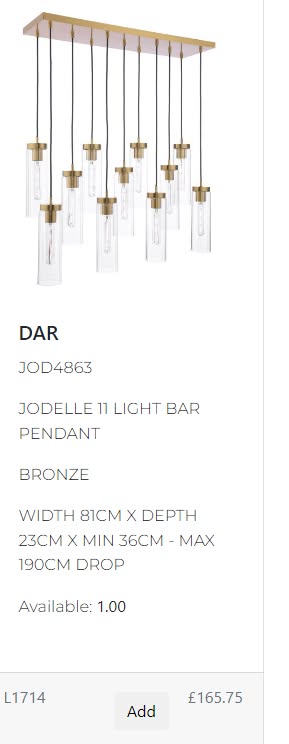 DAR
JOD4863
JODELLE 11 LIGHT BAR
PENDANT
BRONZE
WIDTH 81CM X DEPTH
23CM X MIN 36CM - MAX
190CM DROP
Available: 1.00
L1714
Add
£165.75